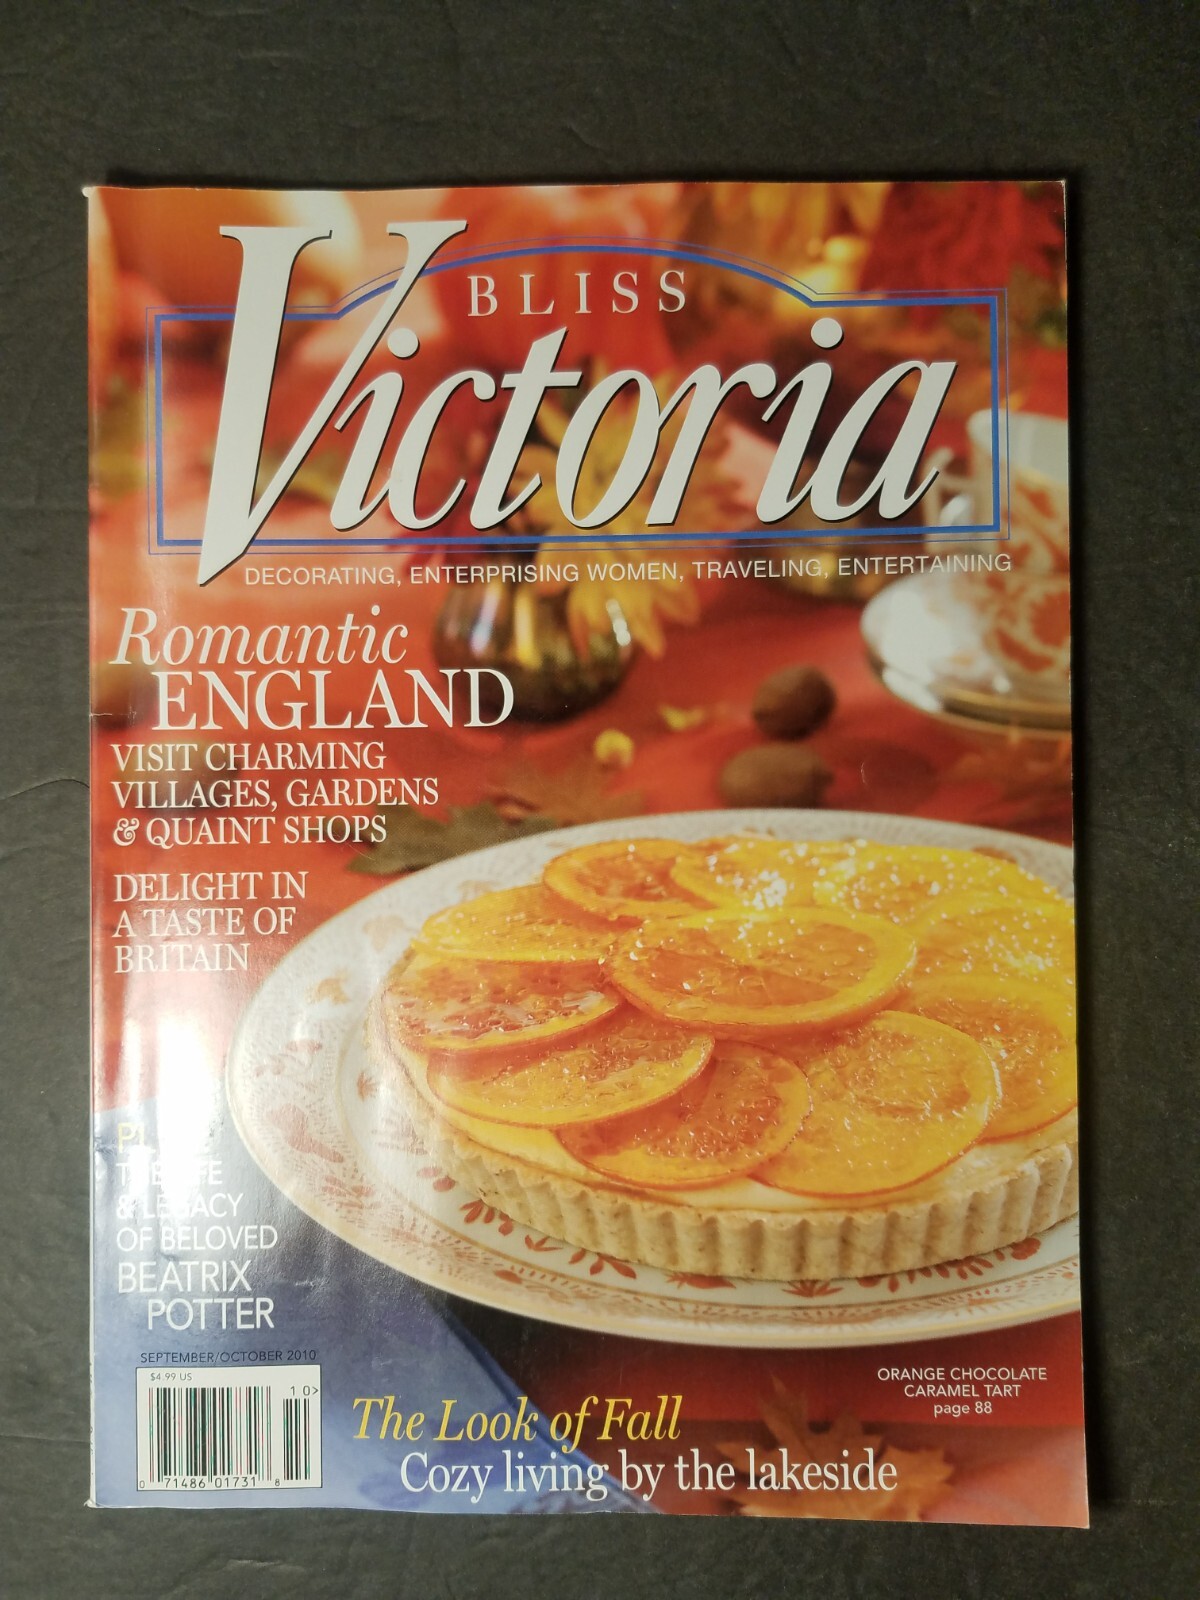 BLISS
Victoria
DECORATING, ENTERPRISING WOMEN, TRAVELING, ENTERTAINING
Romantic
ENGLAND
VISIT CHARMING
VILLAGES, GARDENS
& QUAINT SHOPS
DELIGHT IN
A TASTE OF
BRITAIN
& LEGACY
OF BELOVED
BEATRIX
POTTER
SEPTEMBER/OCTOBER 2010
$4.99 US
1 0>
0 71486 01731 8
The Look of Fall
Cozy living by the lakeside
ORANGE CHOCOLATE
CARAMEL TART
page 88